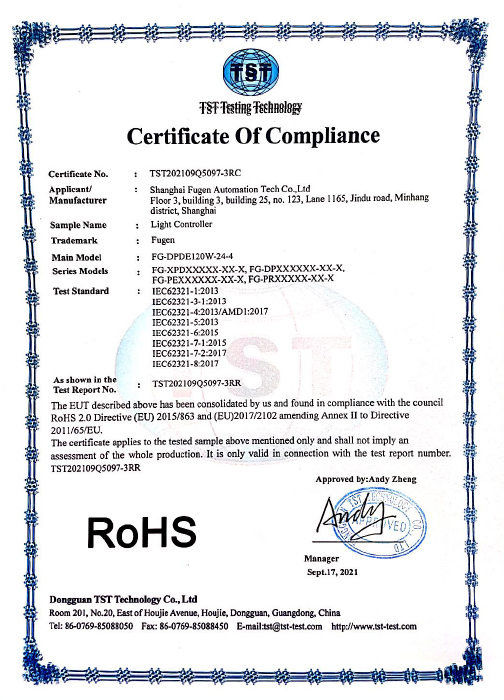 TST
TST Testing Technology
Certificate Of Compliance
Certificate No. : TST202109Q5097-3RC
Applicant/ : Shanghai Fugen Automation Tech Co.,Ltd
Manufacturer Floor 3, building 3, building 25, no. 123, Lane 1165, Jindu road, Minhang
district, Shanghai
Sample Name : Light Controller
Trademark : Fugen
Main Model : FG-DPDE120W-24-4
Series Models : FG-XPDXXXXX-XX-X, FG-DPXXXXXX-XX-X,
FG-PEXXXXXX-XX-X, FG-PRXXXXX-XX-X
Test Standard : IEC62321-1:2013
IEC62321-3-1:2013
IEC62321-4:2013/AMD1:2017
IEC62321-5:2013
IEC62321-6:2015
IEC62321-7-1:2015
IEC62321-7-2:2017
IEC62321-8:2017
As shown in the
Test Report No. : TST202109Q5097-3RR
The EUT described above has been consolidated by us and found in compliance with the council
RoHS 2.0 Directive (EU) 2015/863 and (EU)2017/2102 amending Annex II to Directive
2011/65/EU.
The certificate applies to the tested sample above mentioned only and shall not imply an
assessment of the whole production. It is only valid in connection with the test report number.
TST202109Q5097-3RR
Approved by:Andy Zheng
Andy
APPROVED
RoHS
Manager
Sept.17, 2021
Dongguan TST Technology Co., Ltd
Room 201, No.20, East of Houjie Avenue, Houjie, Dongguan, Guangdong, China
Tel: 86-0769-85088050 Fax: 86-0769-85088450 E-mail:tst@tst-test.com http://www.tst-test.com